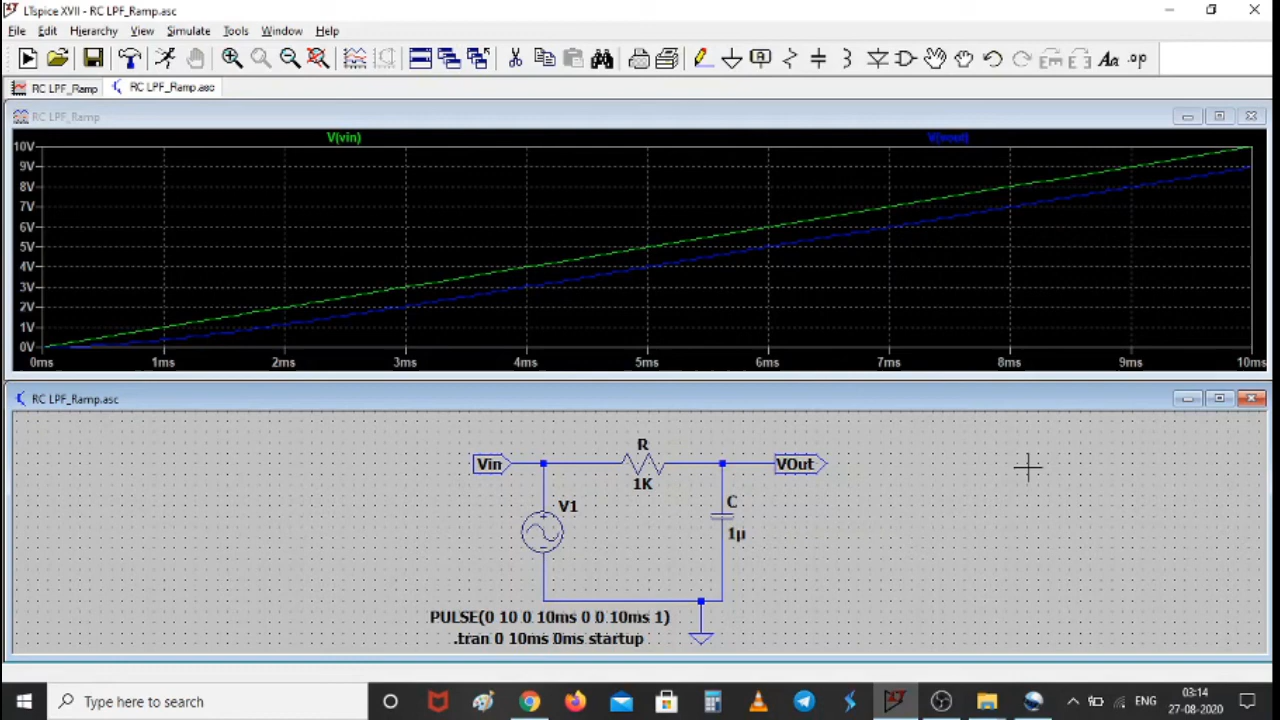 LTspice XVII - RC LPF_Ramp.asc
File Edit Hierarchy View Simulate Tools Window Help
Aa .op
RC LPF_Ramp RC LPF_Ramp.asc
RC LPF_Ramp
V(vin) V(vout)
10V
9V
8V
7V
6V
5V
4V
3V
2V
1V
0V
0ms 1ms 2ms 3ms 4ms 5ms 6ms 7ms 8ms 9ms 10ms
RC LPF_Ramp.asc
R
Vin VOut
1K
C
V1
1µ
PULSE(0 10 0 10ms 0 0 10ms 1)
.tran 0 10ms 0ms startup
Type here to search
ENG
03:14
27-08-2020